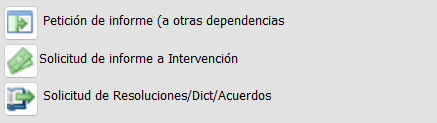 Petición de informe (a otras dependencias
Solicitud de informe a Intervención
Solicitud de Resoluciones/Dict/Acuerdos